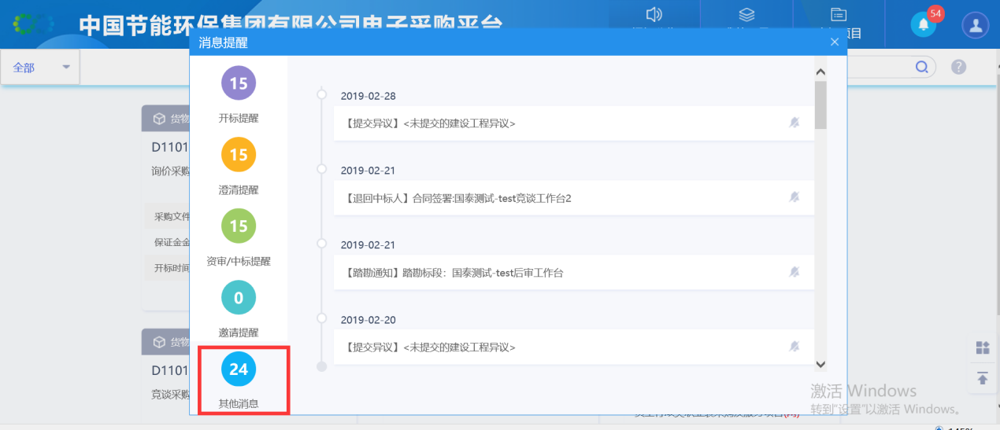 中国节能环保集团有限公司电子采购平台
54
全部
消息提醒
15
开标提醒
15
澄清提醒
15
资审/中标提醒
0
邀请提醒
24
其他消息
2019-02-28
【提交异议】<未提交的建设工程异议>
2019-02-21
【退回中标人】合同签署:国泰测试-test竞谈工作台2
2019-02-21
【踏勘通知】踏勘标段：国泰测试-test后审工作台
2019-02-20
【提交异议】<未提交的建设工程异议>
货物
D1101
询价采购
采购文件
保证金金
开标时间
货物
D1101
竞谈采购
激活 Windows
转到"设置"以激活 Windows。